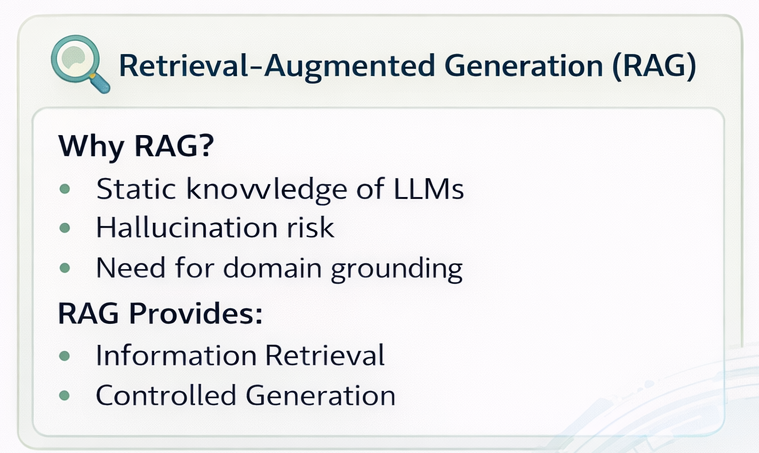 Retrieval-Augmented Generation (RAG)
Why RAG?
• Static knowledge of LLMs
• Hallucination risk
• Need for domain grounding
RAG Provides:
• Information Retrieval
• Controlled Generation